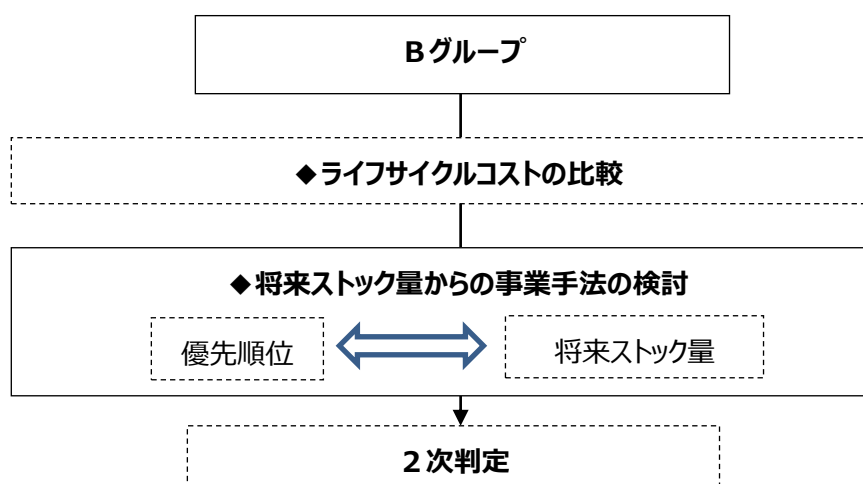 Bグループ
◆ライフサイクルコストの比較
◆将来ストック量からの事業手法の検討
優先順位
将来ストック量
２次判定